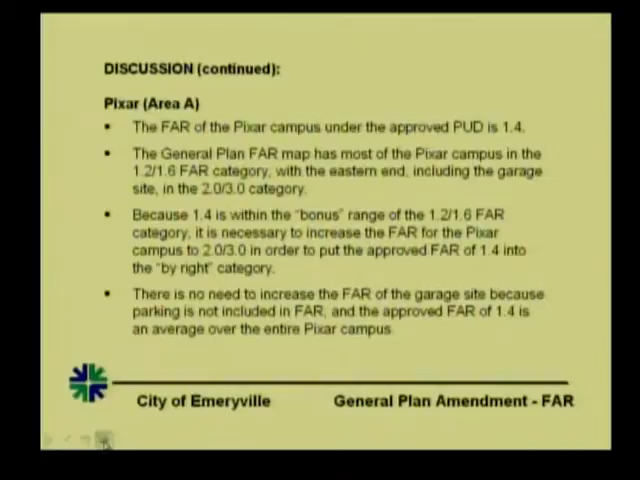 DISCUSSION (continued):
Pixar (Area A)
▪ The FAR of the Pixar campus under the approved PUD is 1.4.
▪ The General Plan FAR map has most of the Pixar campus in the
1.2/1.6 FAR category, with the eastern end, including the garage
site, in the 2.0/3.0 category.
▪ Because 1.4 is within the "bonus" range of the 1.2/1.6 FAR
category, it is necessary to increase the FAR for the Pixar
campus to 2.0/3.0 in order to put the approved FAR of 1.4 into
the "by right" category.
▪ There is no need to increase the FAR of the garage site because
parking is not included in FAR, and the approved FAR of 1.4 is
an average over the entire Pixar campus.
City of Emeryville General Plan Amendment - FAR